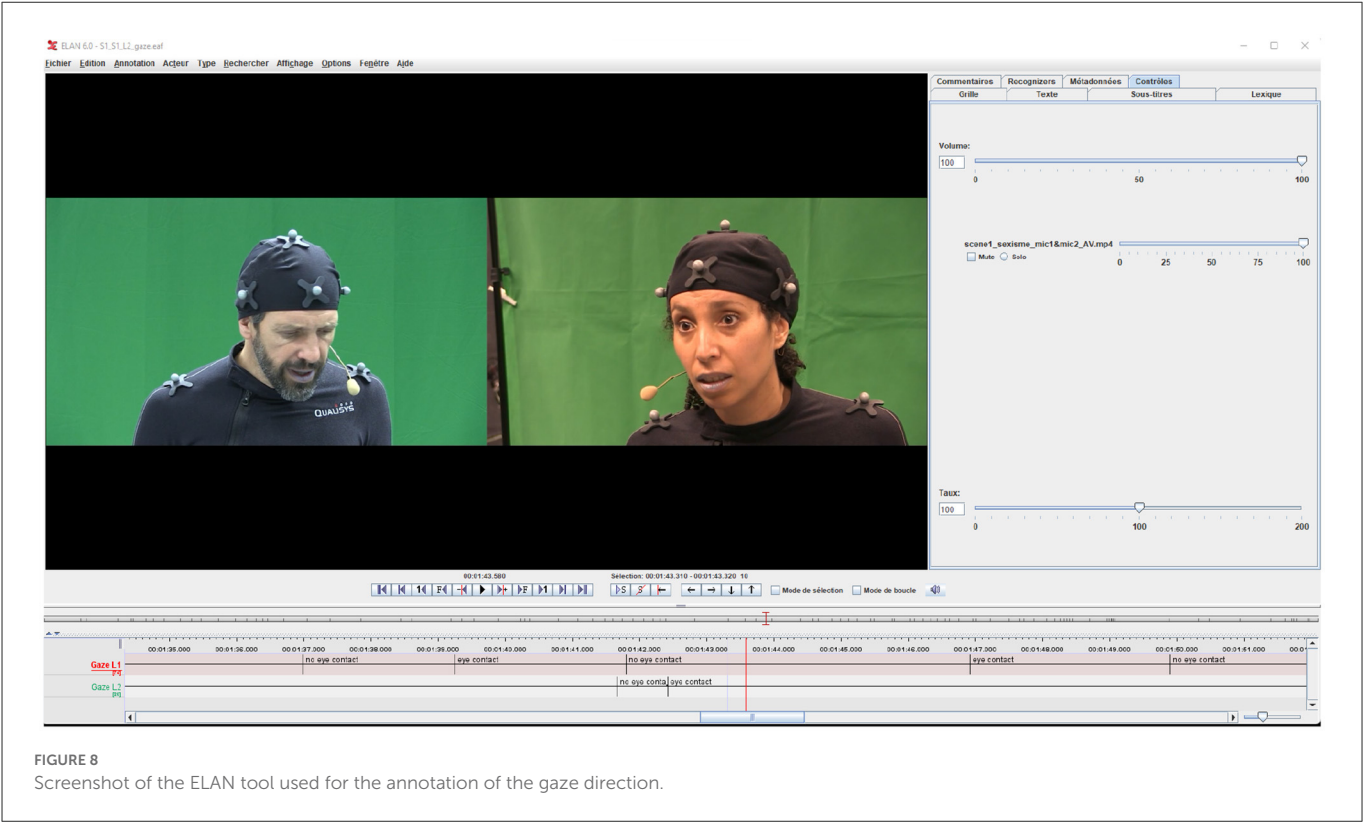 ELAN 6.0 - S1_S1_L2_gaze.eaf
Fichier Edition Annotation Acteur Type Rechercher Affichage Options Fenêtre Aide
Commentaires Recognizers Métadonnées Contrôles
Grille Texte Sous-titres Lexique
Volume:
100
0 50 100
scene1_sexisme_mic1&mic2_AV.mp4
Mute Solo
0 25 50 75 100
QUALISYS
Taux:
100
0 100 200
00:01:43.580 Sélection: 00:01:43.310 - 00:01:43.320 10
Mode de sélection Mode de boucle
00:01:35.000 00:01:36.000 00:01:37.000 00:01:38.000 00:01:39.000 00:01:40.000 00:01:41.000 00:01:42.000 00:01:43.000 00:01:44.000 00:01:45.000 00:01:46.000 00:01:47.000 00:01:48.000 00:01:49.000 00:01:50.000 00:01:51.000
Gaze L1 no eye contact eye contact no eye contact eye contact no eye contact
Gaze L2 no eye conta eye contact
FIGURE 8
Screenshot of the ELAN tool used for the annotation of the gaze direction.